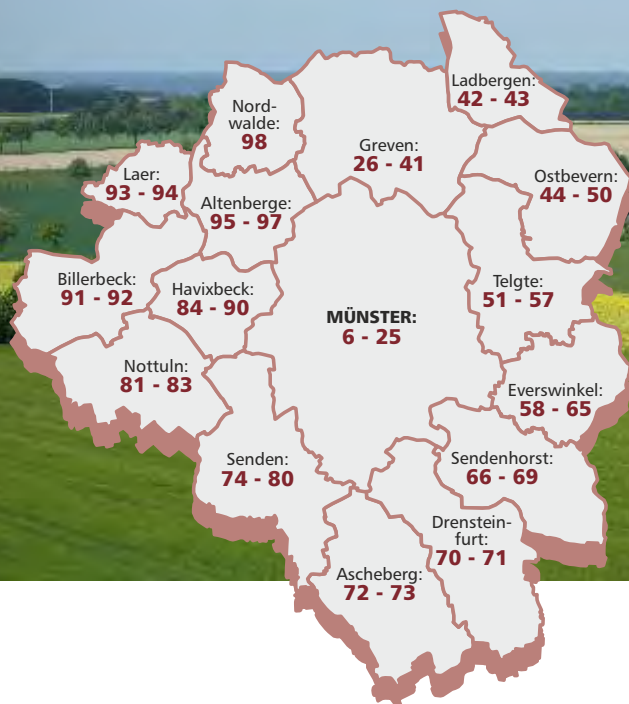 Ladbergen:
42 - 43
Nord-
walde:
98
Greven:
26 - 41
Laer:
93 - 94
Ostbevern:
44 - 50
Altenberge:
95 - 97
Billerbeck:
91 - 92
Havixbeck:
84 - 90
Telgte:
51 - 57
MÜNSTER:
6 - 25
Nottuln:
81 - 83
Everswinkel:
58 - 65
Senden:
74 - 80
Sendenhorst:
66 - 69
Drenstein-
furt:
70 - 71
Ascheberg:
72 - 73